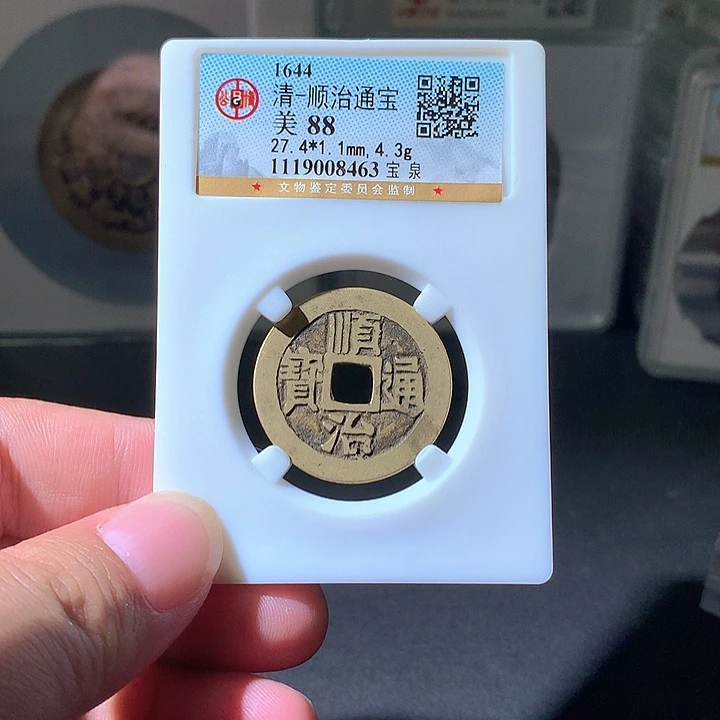 1644
清-顺治通宝
美 88
27.4*1.1mm,4.3g
1119008463 宝 泉
★ 文物鉴定委员会监制 ★
順
寶 通
治